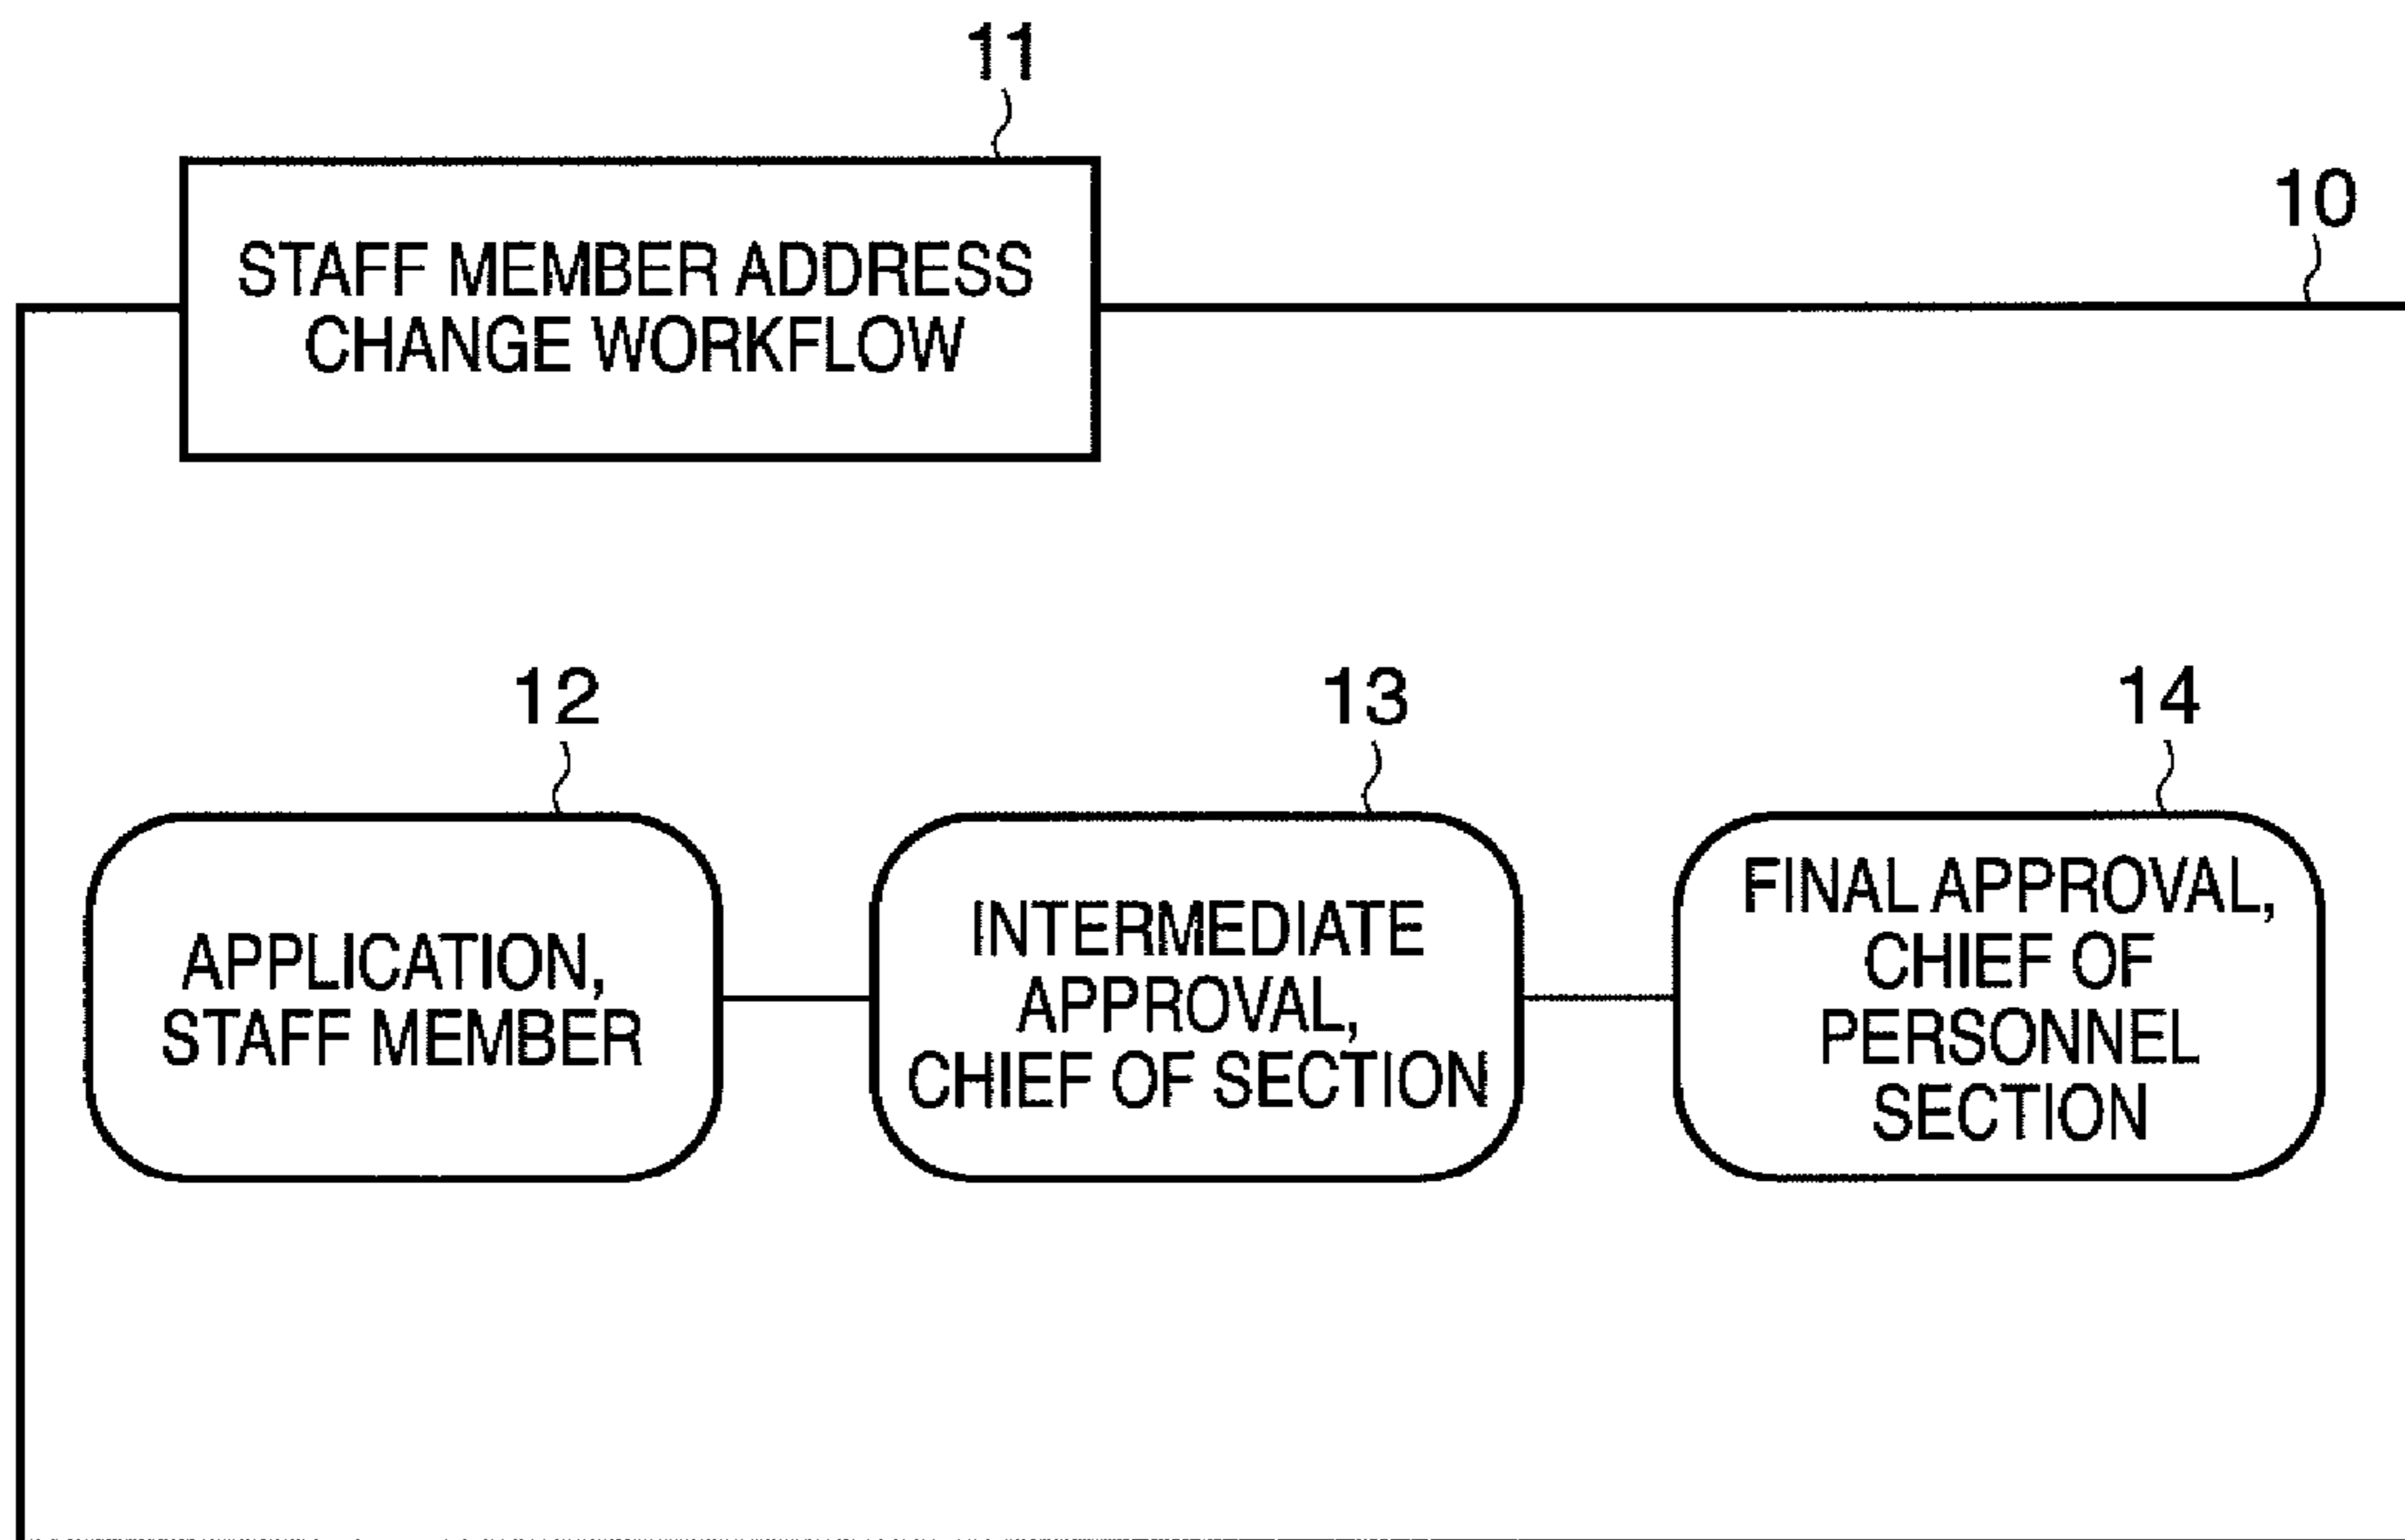 11
10
STAFF MEMBER ADDRESS
CHANGE WORKFLOW
12
13
14
APPLICATION,
STAFF MEMBER
INTERMEDIATE
APPROVAL,
CHIEF OF SECTION
FINAL APPROVAL,
CHIEF OF
PERSONNEL
SECTION